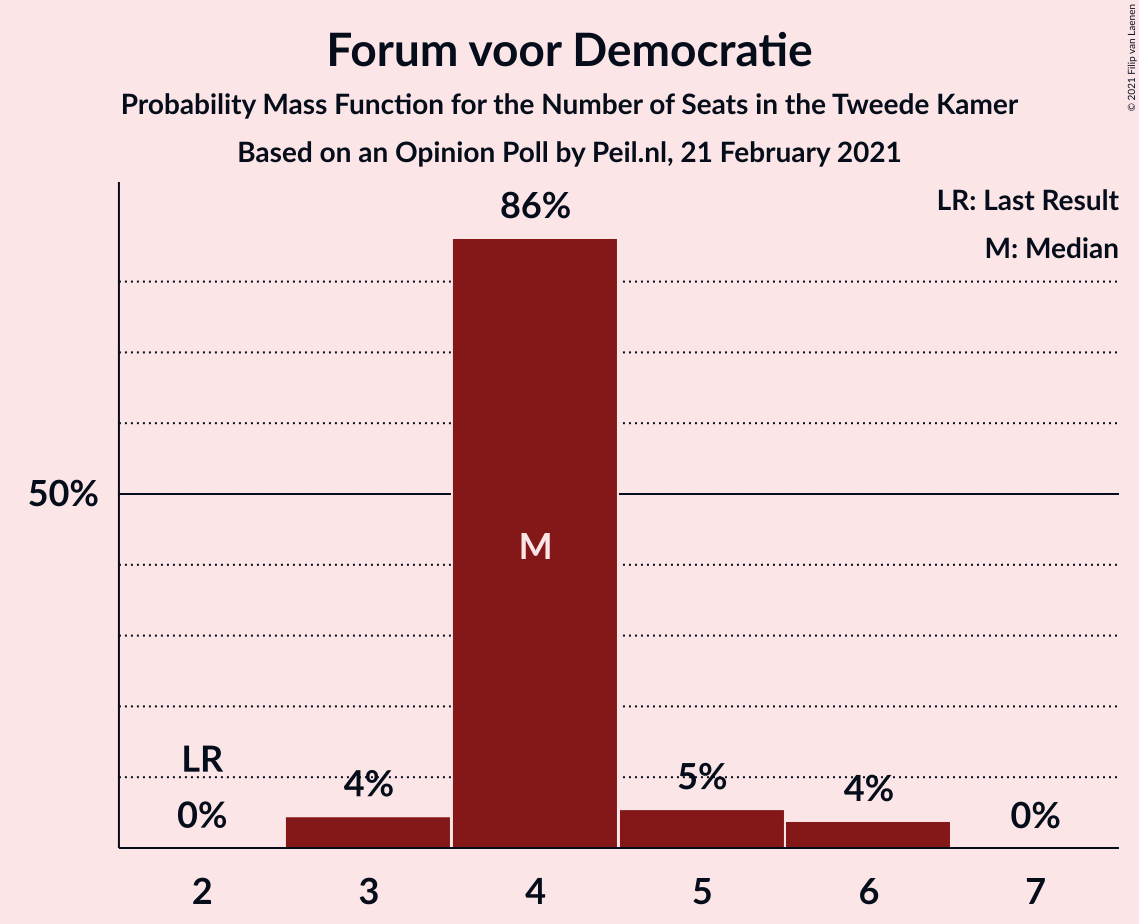 Forum voor Democratie
Probability Mass Function for the Number of Seats in the Tweede Kamer
Based on an Opinion Poll by Peil.nl, 21 February 2021
© 2021 Filip van Laenen
LR: Last Result
M: Median
86%
50%
M
LR
0%
4%
5%
4%
0%
2 3 4 5 6 7